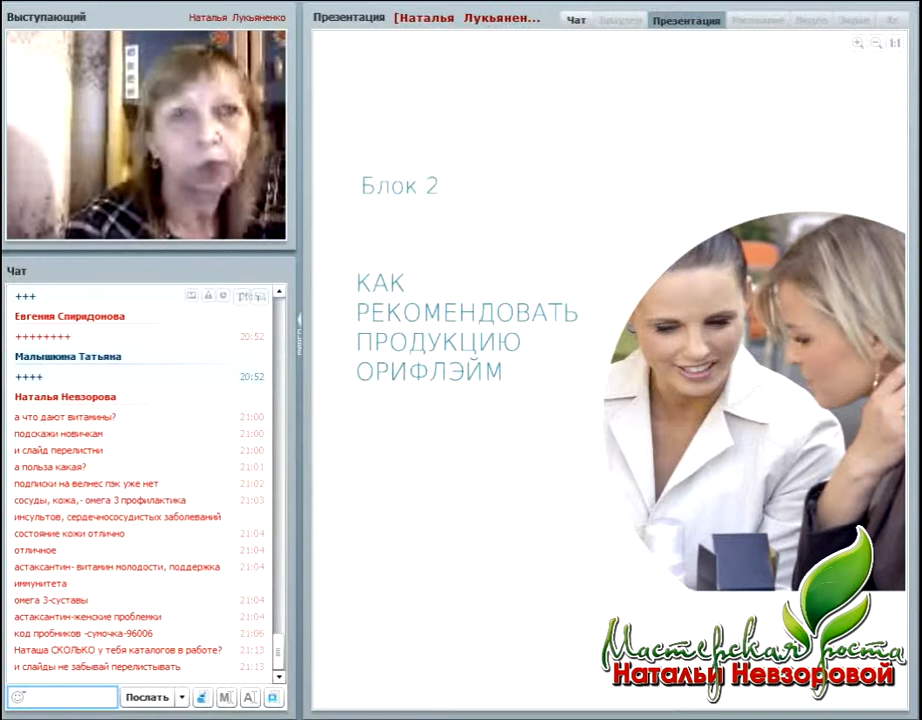 Выступающий
Наталья Лукьяненко
Презентация [Наталья Лукьянен...
Чат
Презентация
1:1
Чат
+++
Евгения Спиридонова
++++++++ 20:52
Малышкина Татьяна
++++ 20:52
Наталья Невзорова
а что дают витамины? 21:00
подскажи новичкам 21:00
и слайд перелистни 21:00
а польза какая? 21:01
подписки на велнес пэк уже нет 21:02
сосуды, кожа,- омега 3 профилактика 21:03
инсультов, сердечнососудистых заболеваний
состояние кожи отлично 21:04
отличное 21:04
астаксантин- витамин молодости, поддержка 21:04
иммунитета
омега 3-суставы 21:04
астаксантин-женские проблемки 21:04
код пробников -сумочка-96006 21:06
Наташа СКОЛЬКО у тебя каталогов в работе? 21:13
и слайды не забывай перелистывать 21:13
Послать
Блок 2
КАК
РЕКОМЕНДОВАТЬ
ПРОДУКЦИЮ
ОРИФЛЭЙМ
Мастерская роста
Натальи Невзоровой